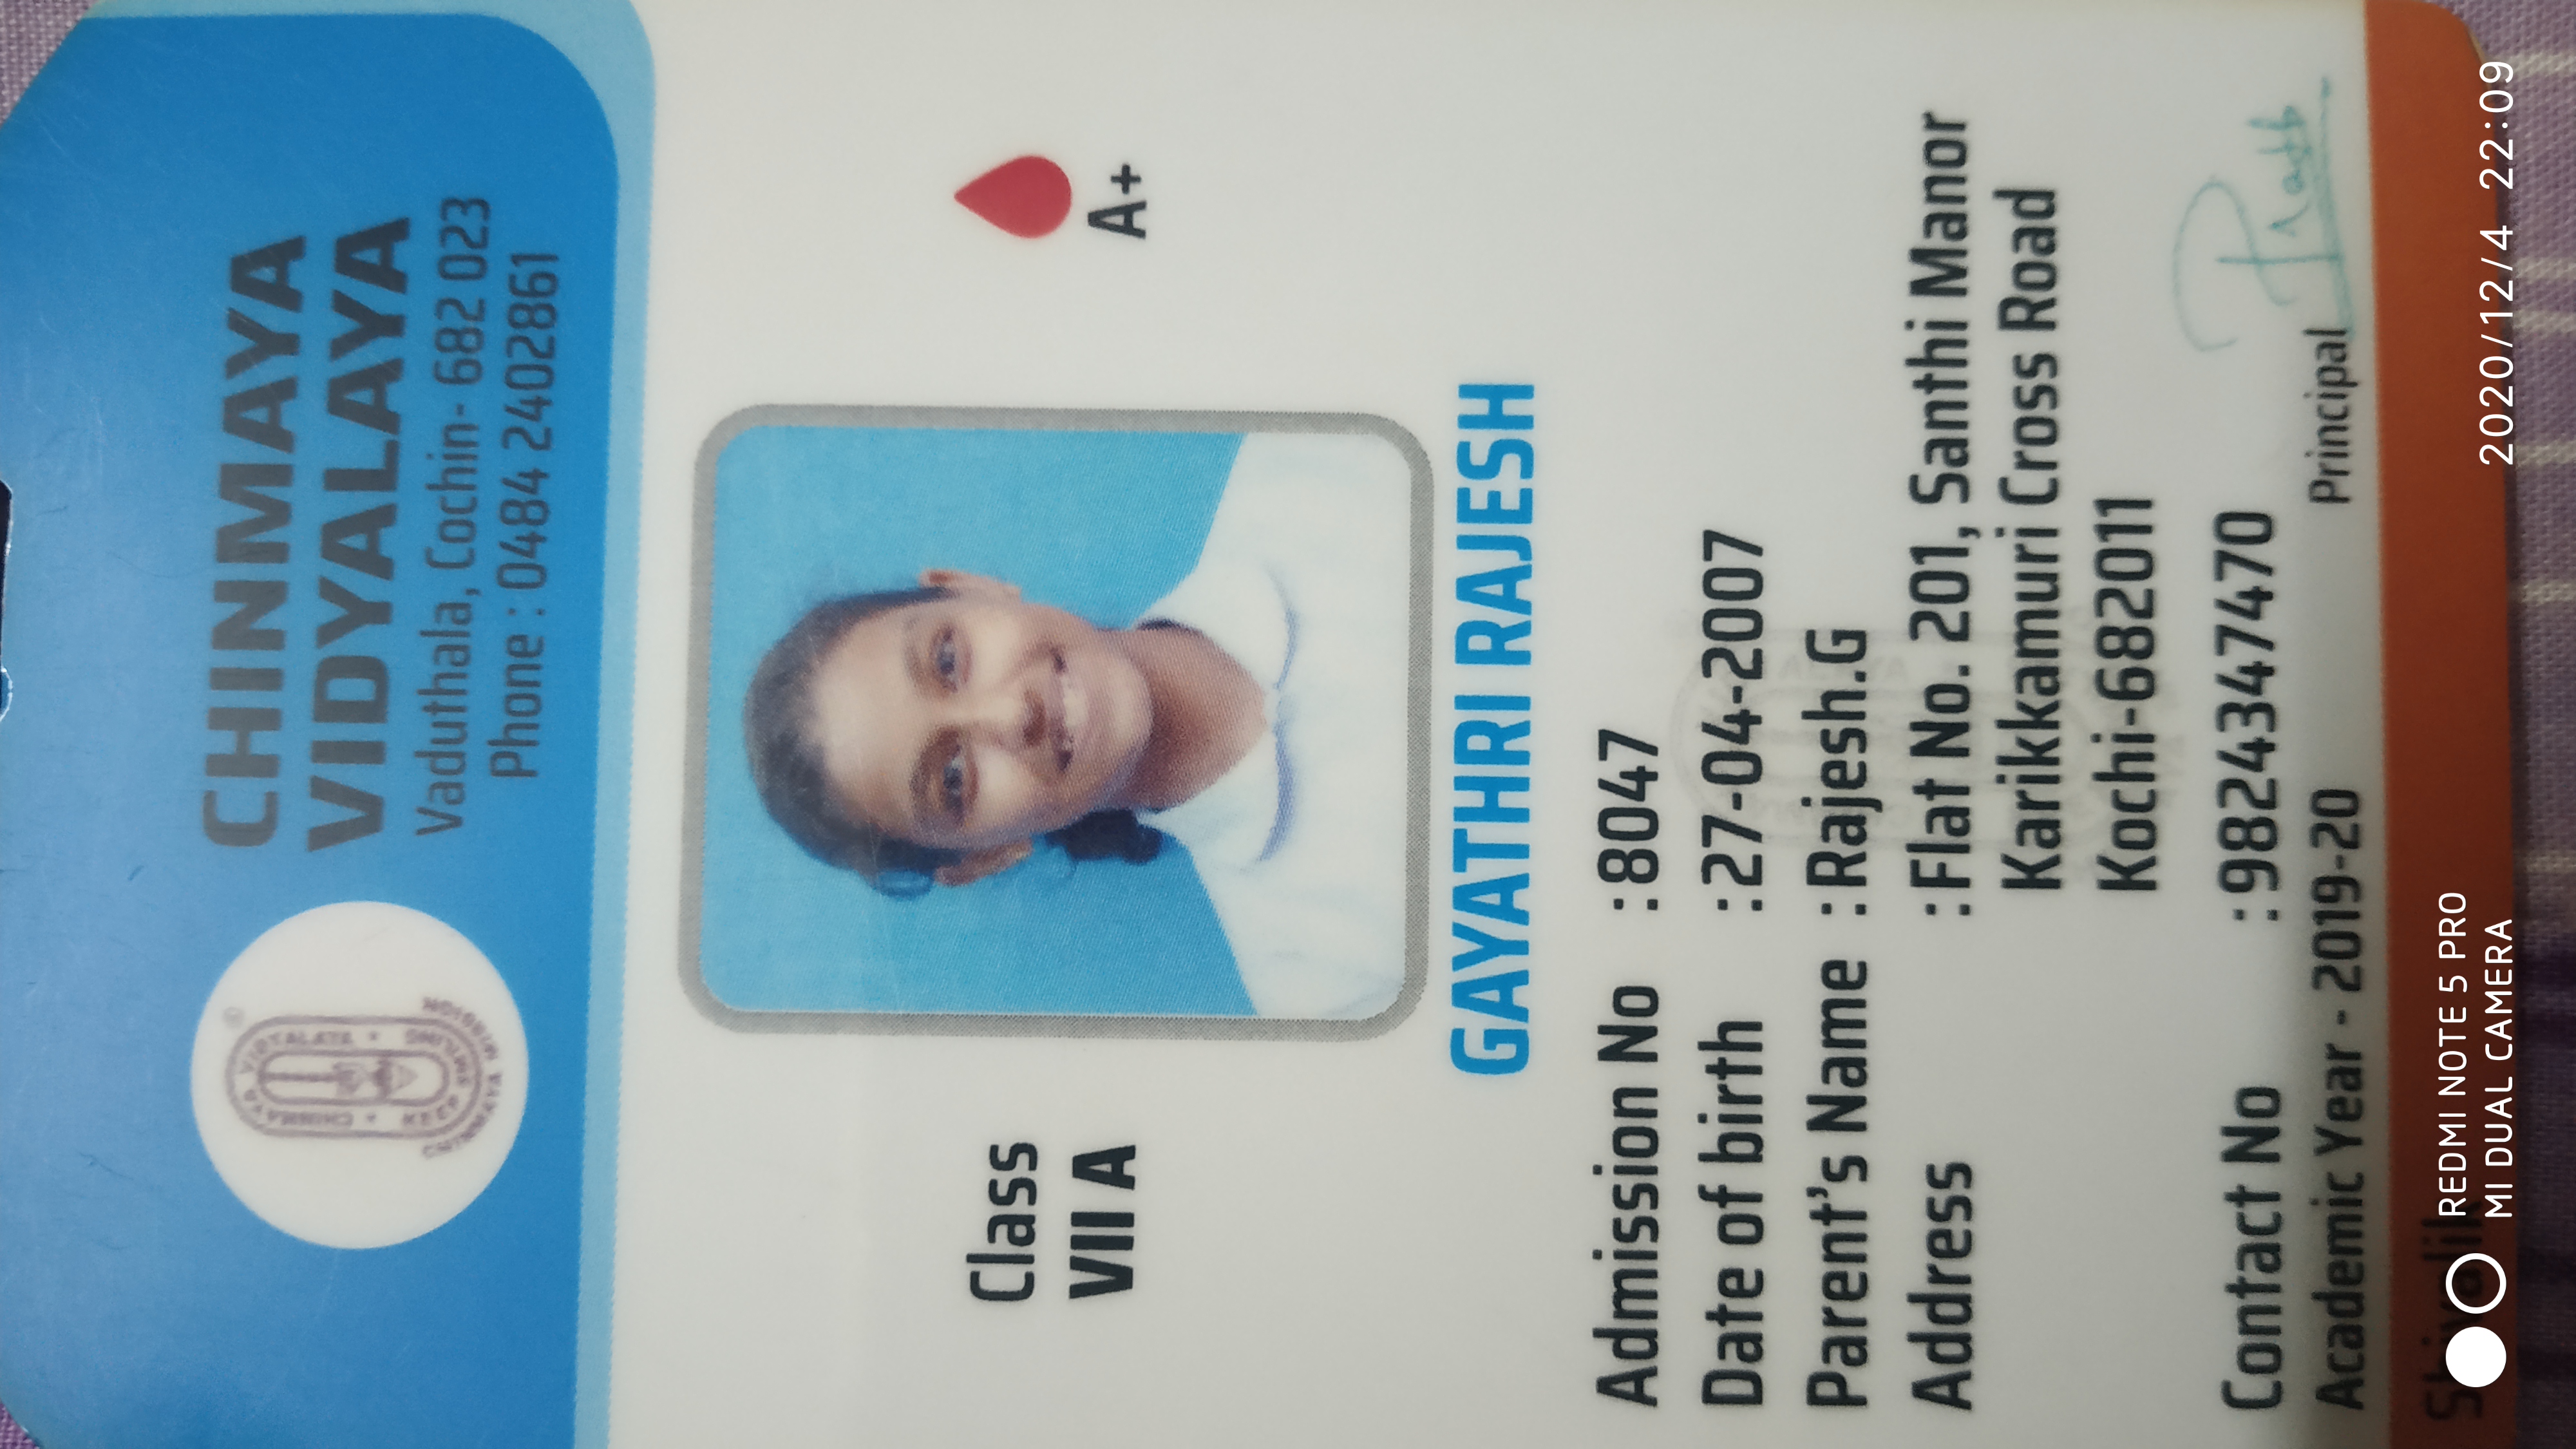 CHINMAYA VIDYALAYA
KEEP SMILING
CHINMAYA MISSION
CHINMAYA
VIDYALAYA
Vaduthala, Cochin- 682 023
Phone : 0484 2402861
Class
VII A
A+
GAYATHRI RAJESH
Admission No : 8047
Date of birth : 27-04-2007
Parent's Name : Rajesh.G
Address : Flat No. 201, Santhi Manor
Karikkamuri Cross Road
Kochi-682011
Contact No : 9824347470
Academic Year - 2019-20
Principal
Shivalik
REDMI NOTE 5 PRO
MI DUAL CAMERA
2020/12/4 22:09